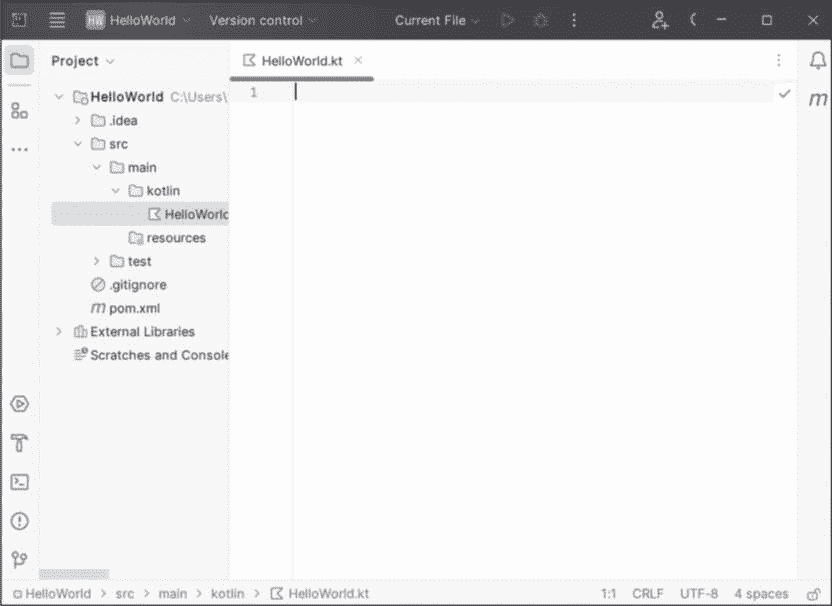 HW HelloWorld Version control Current File
Project
HelloWorld.kt
HelloWorld C:\Users\
1
.idea
src
main
kotlin
HelloWorld
resources
test
.gitignore
m pom.xml
External Libraries
Scratches and Console
m
HelloWorld > src > main > kotlin > HelloWorld.kt 1:1 CRLF UTF-8 4 spaces